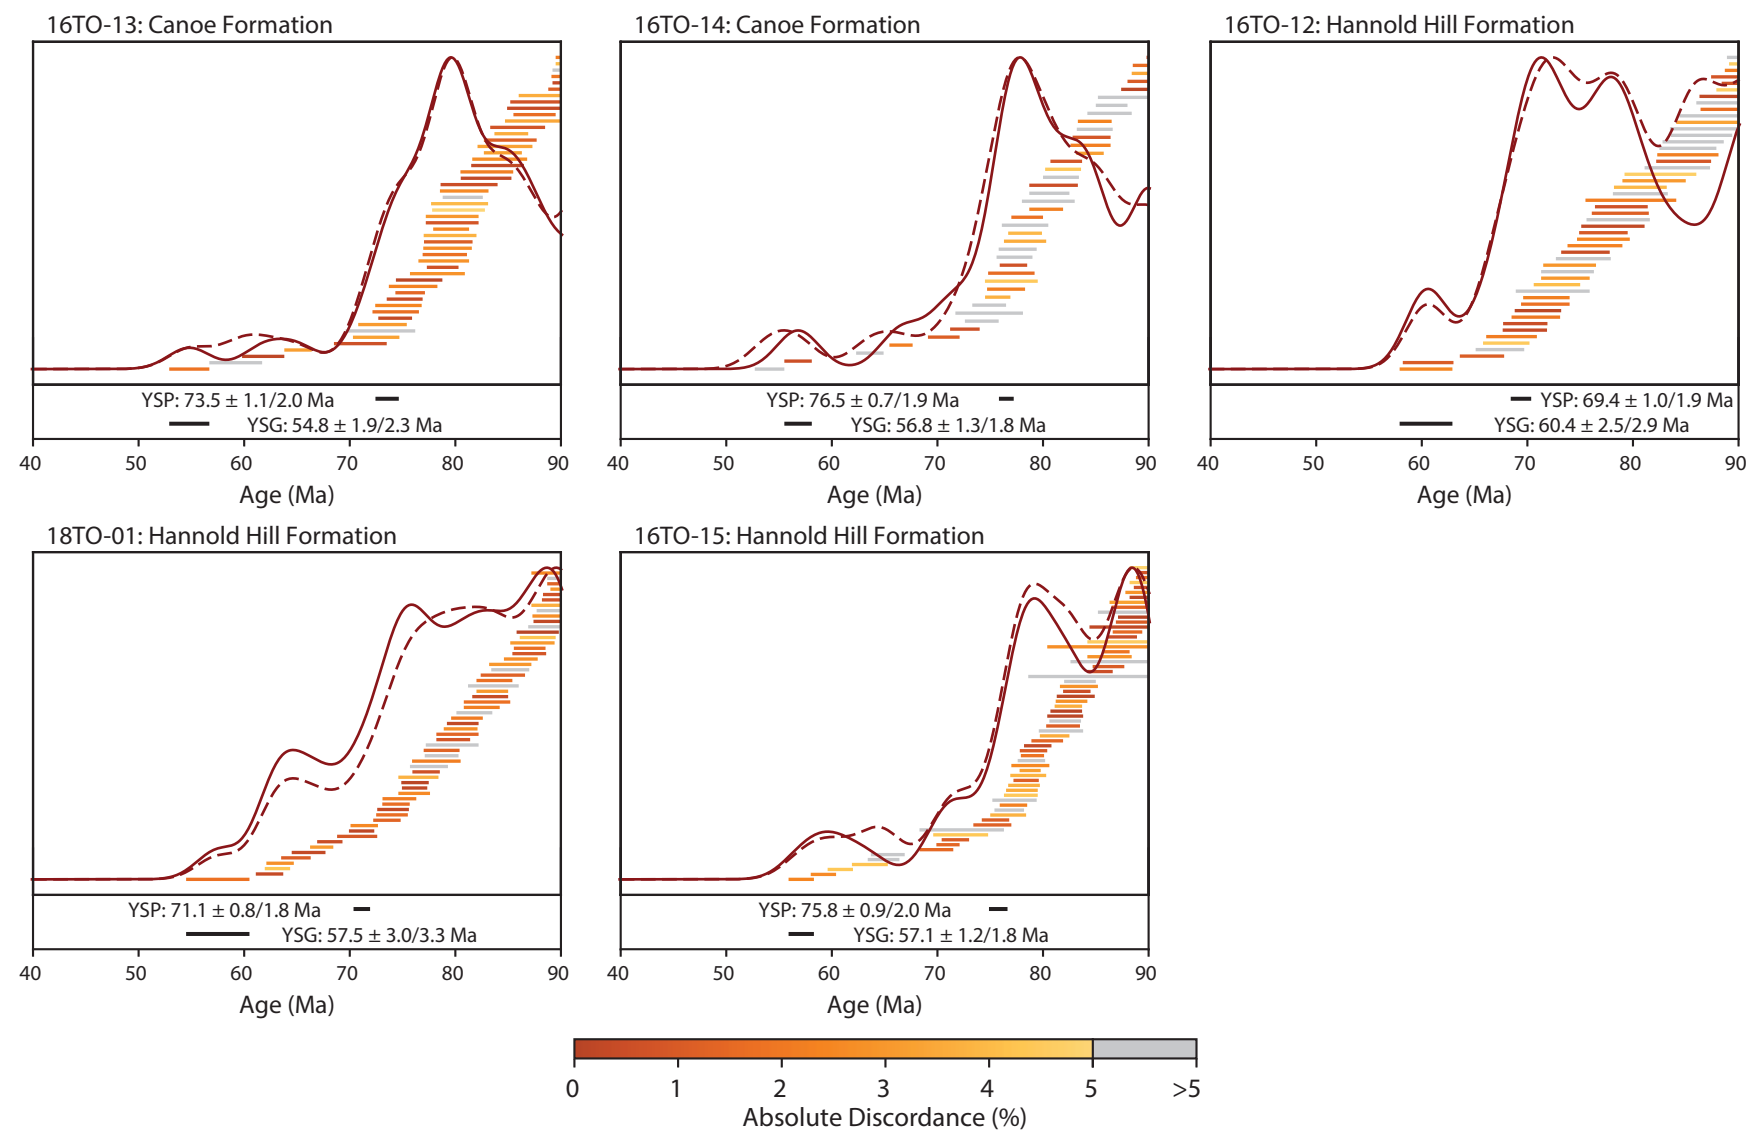 16TO-13: Canoe Formation
16TO-14: Canoe Formation
16TO-12: Hannold Hill Formation
YSP: 73.5 ± 1.1/2.0 Ma
YSG: 54.8 ± 1.9/2.3 Ma
YSP: 76.5 ± 0.7/1.9 Ma
YSG: 56.8 ± 1.3/1.8 Ma
YSP: 69.4 ± 1.0/1.9 Ma
YSG: 60.4 ± 2.5/2.9 Ma
40 50 60 70 80 90
40 50 60 70 80 90
40 50 60 70 80 90
Age (Ma)
Age (Ma)
Age (Ma)
18TO-01: Hannold Hill Formation
16TO-15: Hannold Hill Formation
YSP: 71.1 ± 0.8/1.8 Ma
YSG: 57.5 ± 3.0/3.3 Ma
YSP: 75.8 ± 0.9/2.0 Ma
YSG: 57.1 ± 1.2/1.8 Ma
40 50 60 70 80 90
40 50 60 70 80 90
Age (Ma)
Age (Ma)
0 1 2 3 4 5 >5
Absolute Discordance (%)